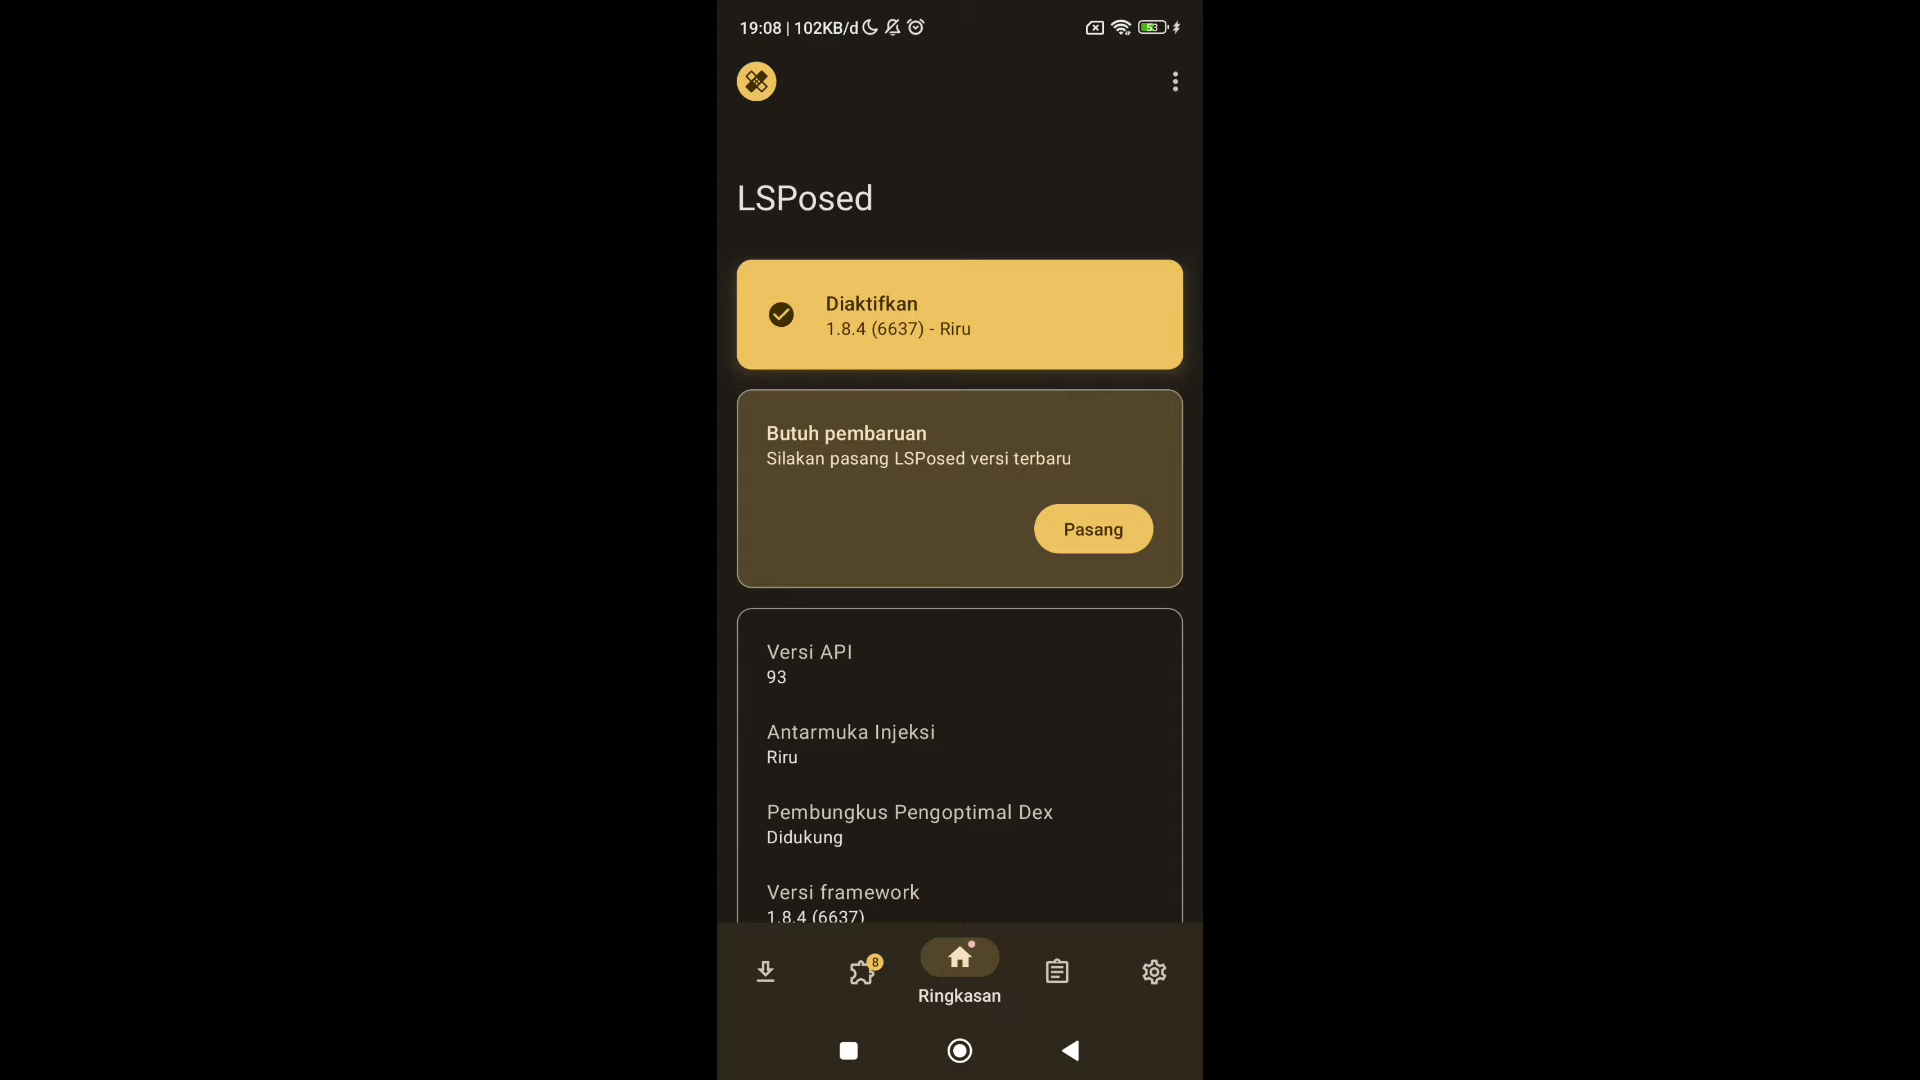 19:08 | 102KB/d
53
LSPosed
Diaktifkan
1.8.4 (6637) - Riru
Butuh pembaruan
Silakan pasang LSPosed versi terbaru
Pasang
Versi API
93
Antarmuka Injeksi
Riru
Pembungkus Pengoptimal Dex
Didukung
Versi framework
1.8.4 (6637)
8
Ringkasan